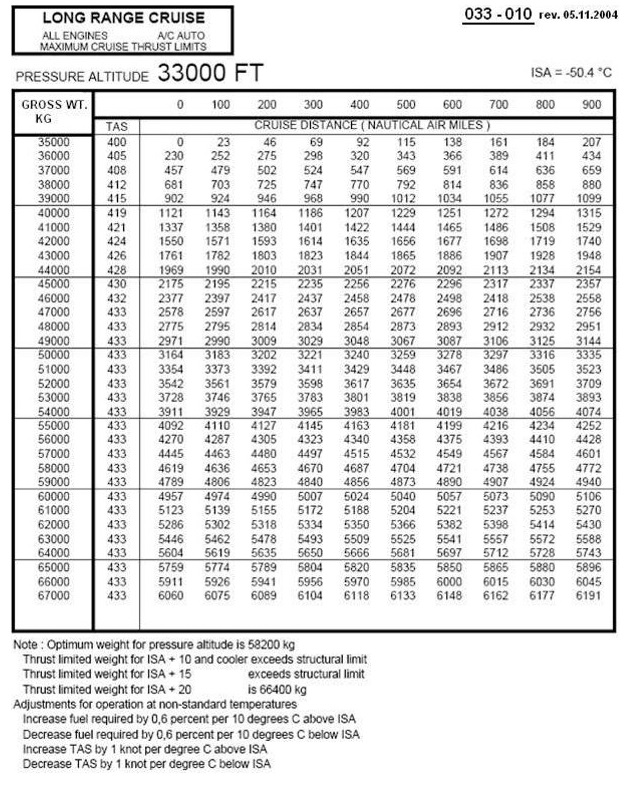 LONG RANGE CRUISE
ALL ENGINES A/C AUTO
MAXIMUM CRUISE THRUST LIMITS
033 - 010 rev. 05.11.2004
PRESSURE ALTITUDE 33000 FT
ISA = -50.4 °C
GROSS WT. 0 100 200 300 400 500 600 700 800 900
KG
TAS CRUISE DISTANCE ( NAUTICAL AIR MILES )
35000 400 0 23 46 69 92 115 138 161 184 207
36000 405 230 252 275 298 320 343 366 389 411 434
37000 408 457 479 502 524 547 569 591 614 636 659
38000 412 681 703 725 747 770 792 814 836 858 880
39000 415 902 924 946 968 990 1012 1034 1055 1077 1099
40000 419 1121 1143 1164 1186 1207 1229 1251 1272 1294 1315
41000 421 1337 1358 1380 1401 1422 1444 1465 1486 1508 1529
42000 424 1550 1571 1593 1614 1635 1656 1677 1698 1719 1740
43000 426 1761 1782 1803 1823 1844 1865 1886 1907 1928 1948
44000 428 1969 1990 2010 2031 2051 2072 2092 2113 2134 2154
45000 430 2175 2195 2215 2235 2256 2276 2296 2317 2337 2357
46000 432 2377 2397 2417 2437 2458 2478 2498 2418 2538 2558
47000 433 2578 2597 2617 2637 2657 2677 2696 2716 2736 2756
48000 433 2775 2795 2814 2834 2854 2873 2893 2912 2932 2951
49000 433 2971 2990 3009 3029 3048 3067 3087 3106 3125 3144
50000 433 3164 3183 3202 3221 3240 3259 3278 3297 3316 3335
51000 433 3354 3373 3392 3411 3429 3448 3467 3486 3505 3523
52000 433 3542 3561 3579 3598 3617 3635 3654 3672 3691 3709
53000 433 3728 3746 3765 3783 3801 3819 3838 3856 3874 3893
54000 433 3911 3929 3947 3965 3983 4001 4019 4038 4056 4074
55000 433 4092 4110 4127 4145 4163 4181 4199 4216 4234 4252
56000 433 4270 4287 4305 4323 4340 4358 4375 4393 4410 4428
57000 433 4445 4463 4480 4497 4515 4532 4549 4567 4584 4601
58000 433 4619 4636 4653 4670 4687 4704 4721 4738 4755 4772
59000 433 4789 4806 4823 4840 4856 4873 4890 4907 4924 4940
60000 433 4957 4974 4990 5007 5024 5040 5057 5073 5090 5106
61000 433 5123 5139 5155 5172 5188 5204 5221 5237 5253 5270
62000 433 5286 5302 5318 5334 5350 5366 5382 5398 5414 5430
63000 433 5446 5462 5478 5493 5509 5525 5541 5557 5572 5588
64000 433 5604 5619 5635 5650 5666 5681 5697 5712 5728 5743
65000 433 5759 5774 5789 5804 5820 5835 5850 5865 5880 5896
66000 433 5911 5926 5941 5956 5970 5985 6000 6015 6030 6045
67000 433 6060 6075 6089 6104 6118 6133 6148 6162 6177 6191
Note : Optimum weight for pressure altitude is 58200 kg
Thrust limited weight for ISA + 10 and cooler exceeds structural limit
Thrust limited weight for ISA + 15 exceeds structural limit
Thrust limited weight for ISA + 20 is 66400 kg
Adjustments for operation at non-standard temperatures
Increase fuel required by 0,6 percent per 10 degrees C above ISA
Decrease fuel required by 0,6 percent per 10 degrees C below ISA
Increase TAS by 1 knot per degree C above ISA
Decrease TAS by 1 knot per degree C below ISA